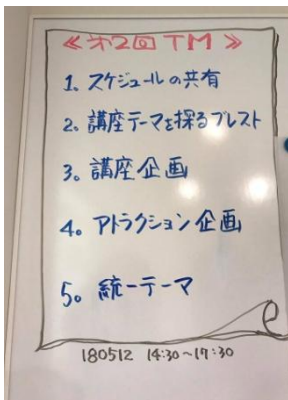 ≪才2回TM≫
1. スケジュールの共有
2. 講座テーマを探るブレスト
3. 講座企画
4. アトラクション企画
5. 統一テーマ
180512 14:30~17:30